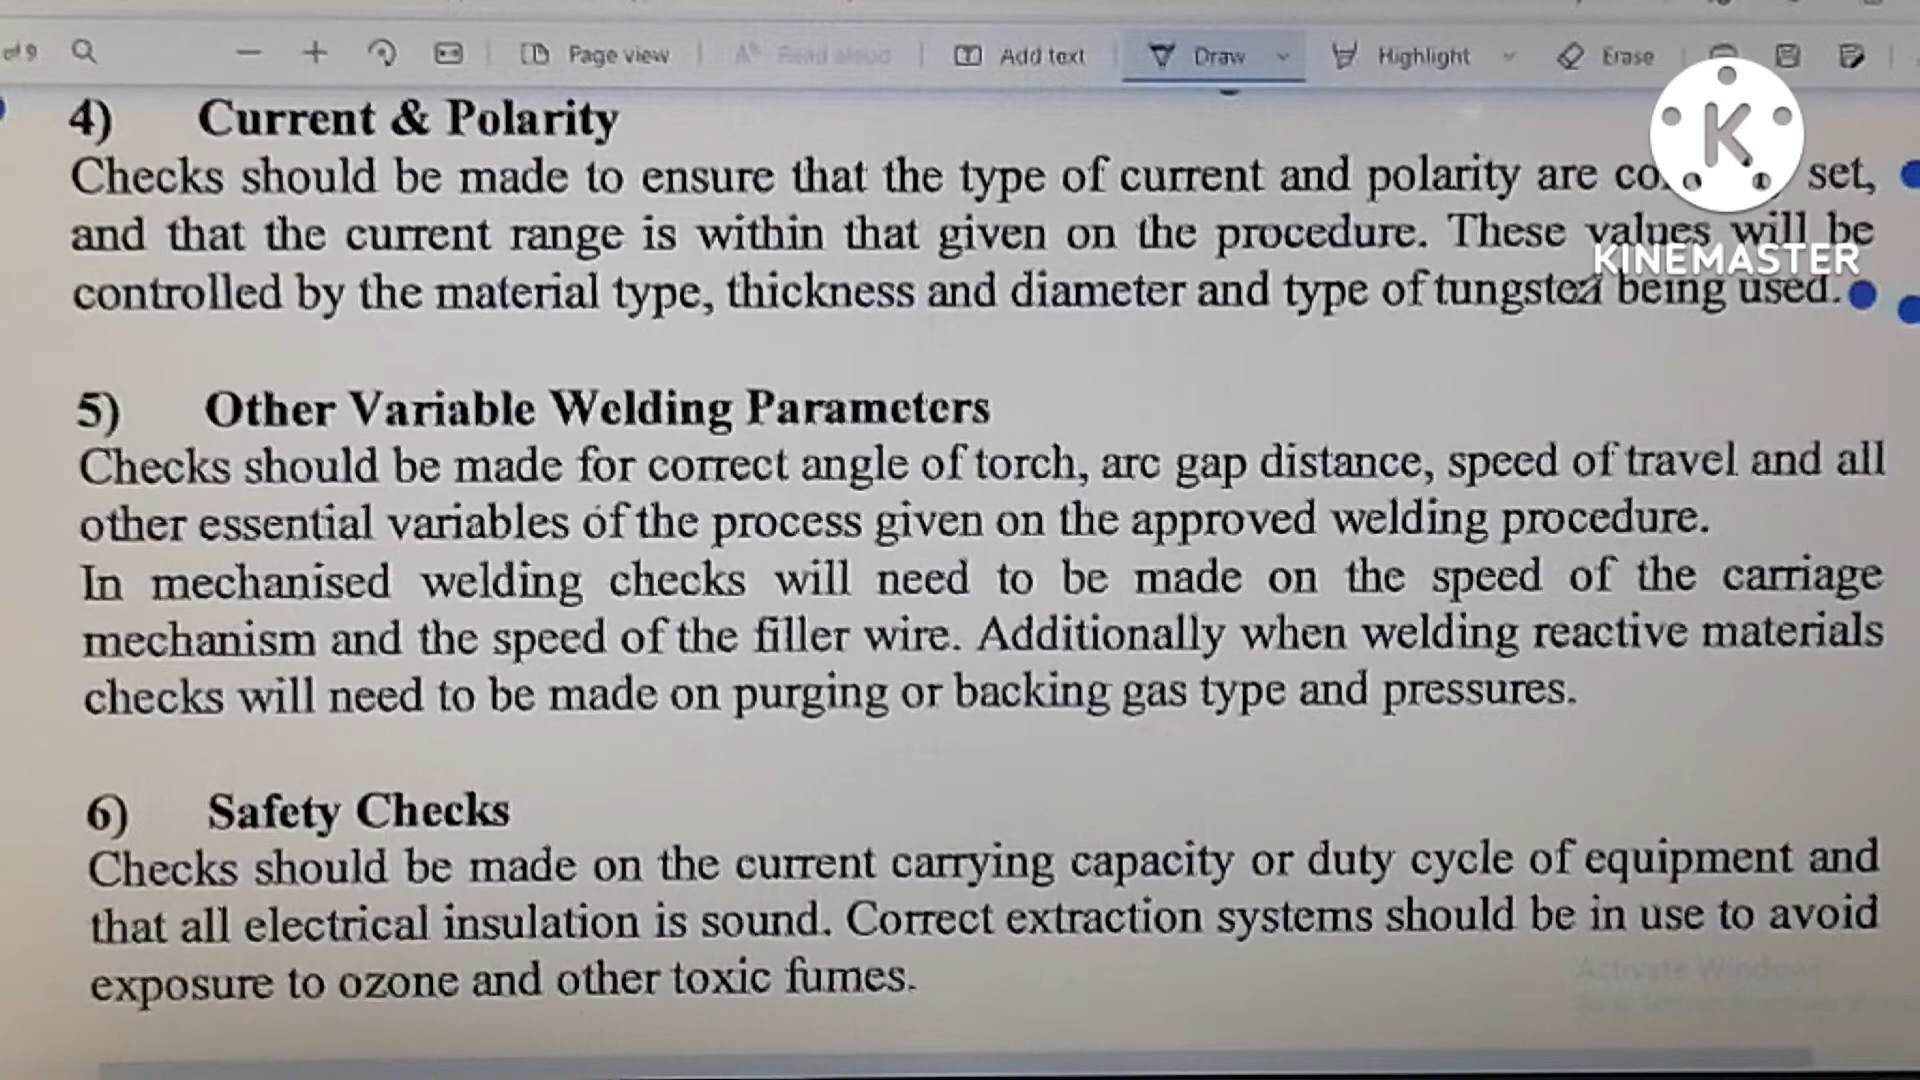 of 9 Page view Read aloud Add text Draw Highlight Erase
4) Current & Polarity
Checks should be made to ensure that the type of current and polarity are set,
and that the current range is within that given on the procedure. These values will be
controlled by the material type, thickness and diameter and type of tungsten being used.
K
KINEMASTER
5) Other Variable Welding Parameters
Checks should be made for correct angle of torch, arc gap distance, speed of travel and all
other essential variables of the process given on the approved welding procedure.
In mechanised welding checks will need to be made on the speed of the carriage
mechanism and the speed of the filler wire. Additionally when welding reactive materials
checks will need to be made on purging or backing gas type and pressures.
6) Safety Checks
Checks should be made on the current carrying capacity or duty cycle of equipment and
that all electrical insulation is sound. Correct extraction systems should be in use to avoid
exposure to ozone and other toxic fumes.
Activate Windows